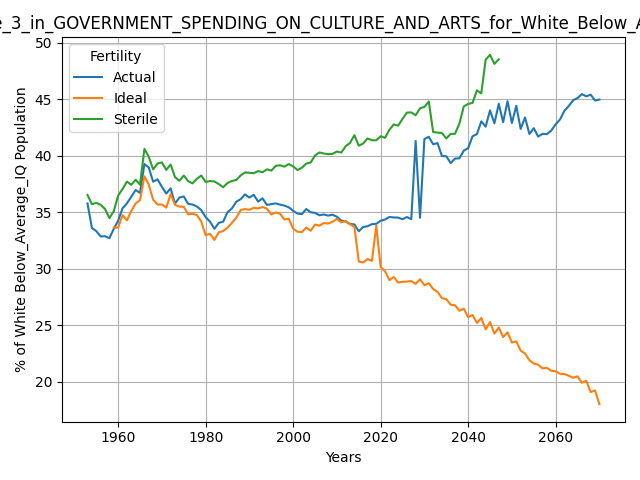 _3_in_GOVERNMENT_SPENDING_ON_CULTURE_AND_ARTS_for_White_Below_A
Fertility
Actual
Ideal
Sterile
50
45
40
35
30
25
20
% of White Below_Average_IQ Population
1960
1980
2000
2020
2040
2060
Years